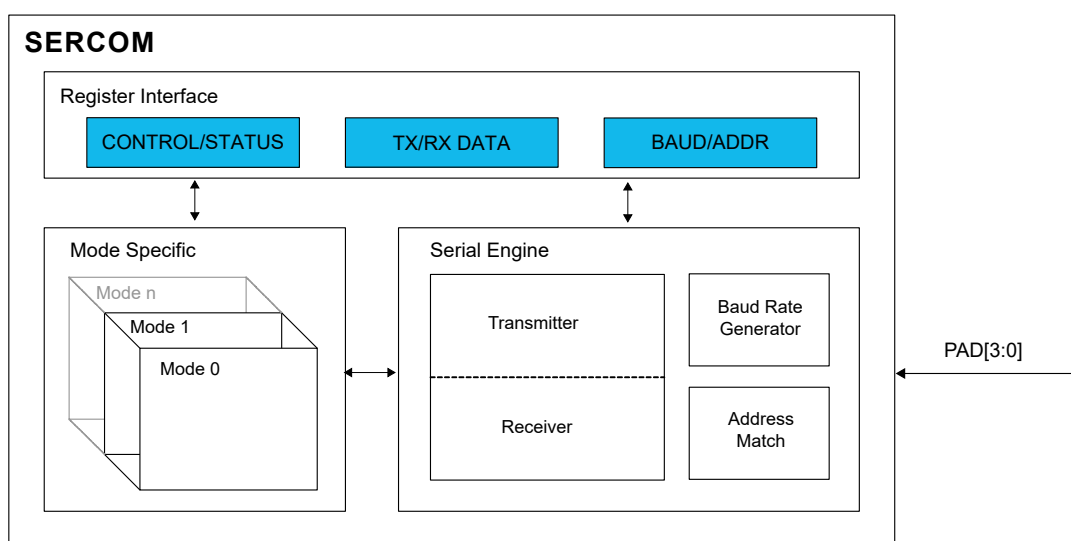 SERCOM
Register Interface
CONTROL/STATUS
TX/RX DATA
BAUD/ADDR
Mode Specific
Mode n
Mode 1
Mode 0
Serial Engine
Transmitter
Receiver
Baud Rate
Generator
Address
Match
PAD[3:0]